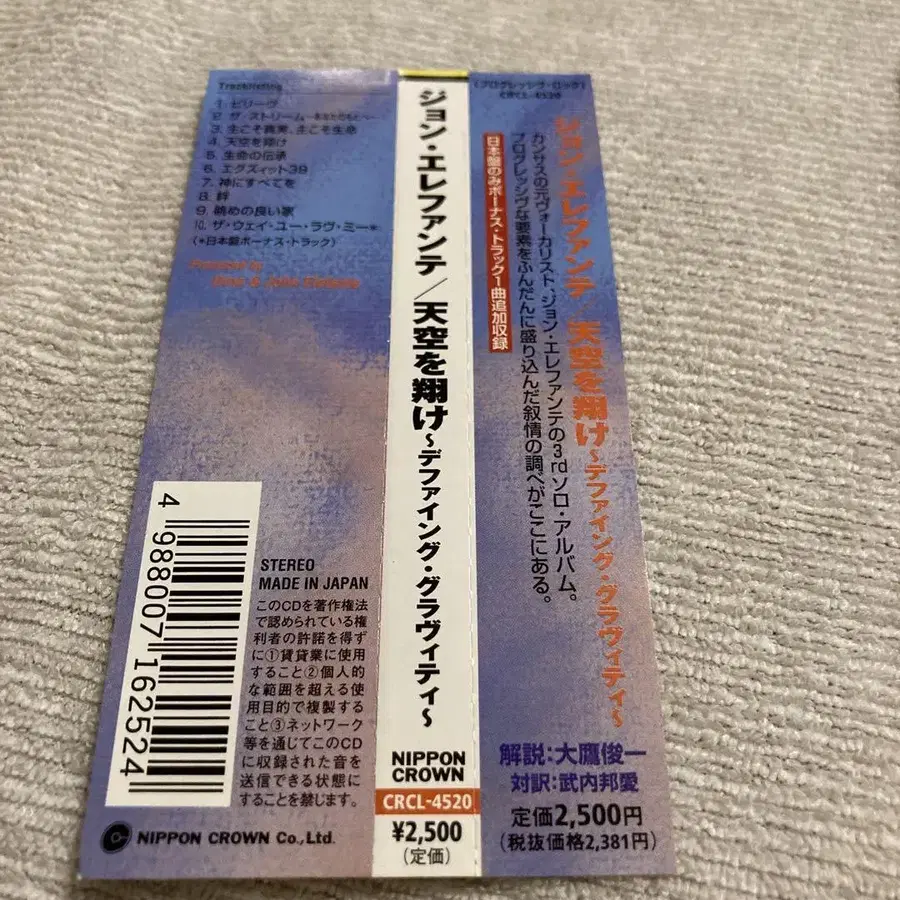 Tracklisting
1. ビリーヴ
2. ザ・ストリーム
3. 主こそ真実、主こそ生命
4. 天空を翔け
5. 生命の伝承
6. エグズィット39
7. 神にすべてを
8. 絆
9. 眺めの良い家
10. ザ・ウェイ・ユー・ラヴ・ミー*
(*日本盤ボーナス・トラック)
4 988007 162524
STEREO
MADE IN JAPAN
このCDを著作権法
で認められている権
利者の許諾を得ず
に①賃貸業に使用
すること②個人的
な範囲を超える使
用目的で複製する
こと③ネットワーク
等を通じてこのCD
に収録された音を
送信できる状態に
することを禁じます。
NIPPON CROWN Co.,Ltd.
ジョン・エレファンテ／天空を翔け～デファイング・グラヴィティ～
NIPPON
CROWN
CRCL-4520
¥2,500
(定価)
(プログレッシヴ・ロック)
CRCL-4520
ジョン・エレファンテ／天空を翔け～デファイング・グラヴィティ～
カンサスの元ヴォーカリスト、ジョン・エレファンテの3rdソロ・アルバム。
プログレッシヴな要素をふんだんに盛り込んだ叙情の調べがここにある。
日本盤のみボーナス・トラック1曲追加収録
解説:大鷹俊一
対訳:武内邦愛
定価2,500円
(税抜価格2,381円)